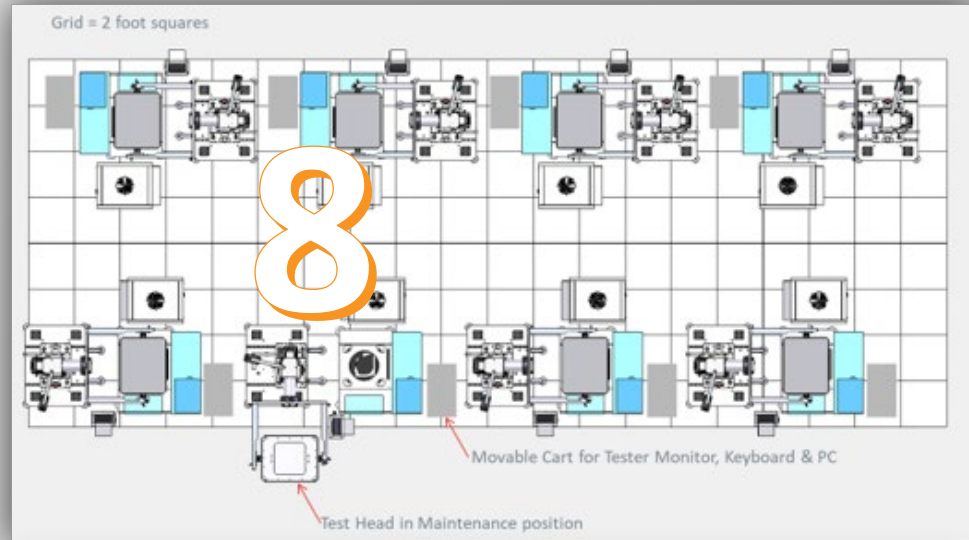 Grid = 2 foot squares
8
Movable Cart for Tester Monitor, Keyboard & PC
Test Head in Maintenance position